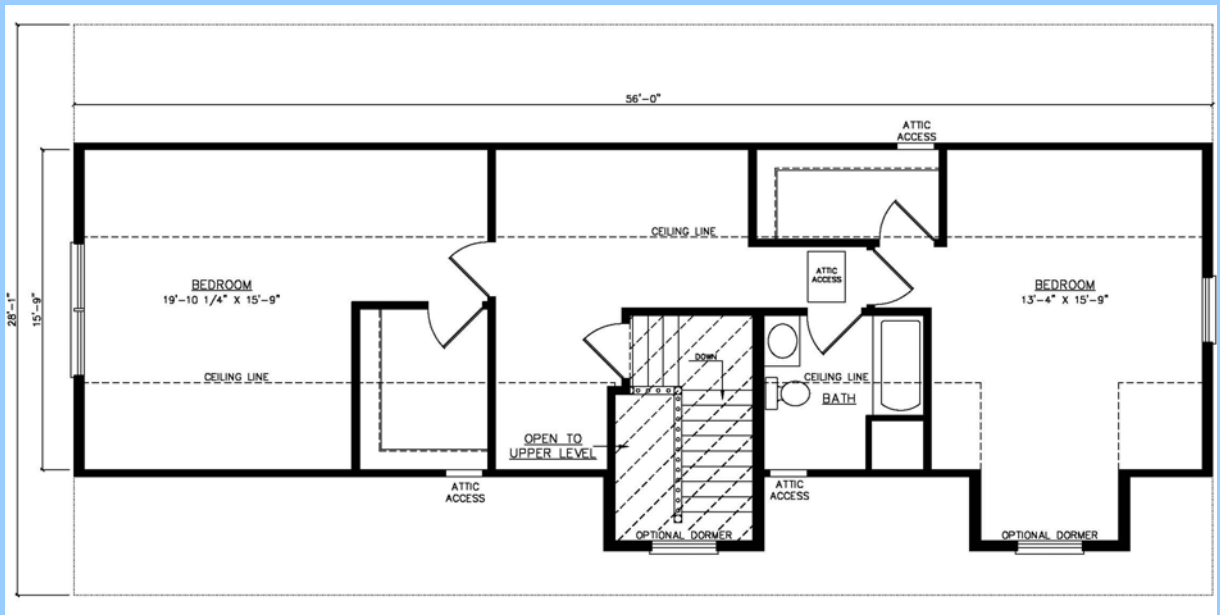 56'-0"
ATTIC
ACCESS
28'-1"
15'-9"
CEILING LINE
BEDROOM
19'-10 1/4" X 15'-9"
ATTIC
ACCESS
BEDROOM
13'-4" X 15'-9"
DOWN
CEILING LINE
CEILING LINE
BATH
OPEN TO
UPPER LEVEL
ATTIC
ACCESS
ATTIC
ACCESS
OPTIONAL DORMER
OPTIONAL DORMER